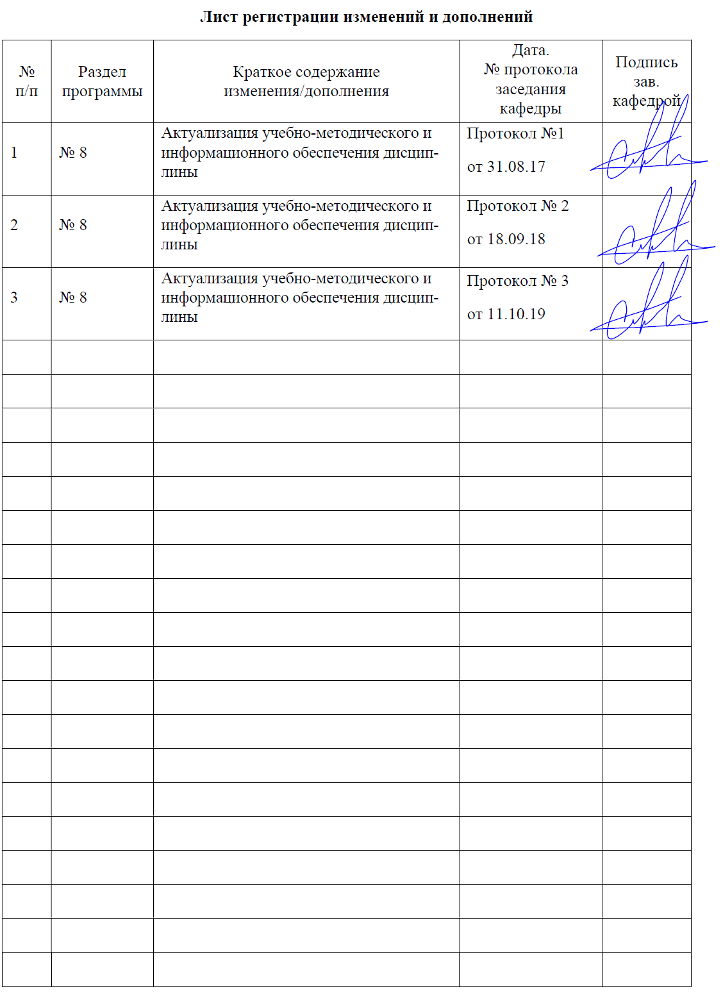 Лист регистрации изменений и дополнений
№
п/п
Раздел
программы
Краткое содержание
изменения/дополнения
Дата.
№ протокола
заседания
кафедры
Подпись
зав.
кафедрой
1
№ 8
Актуализация учебно-методического и
информационного обеспечения дисцип-
лины
Протокол №1
от 31.08.17
2
№ 8
Актуализация учебно-методического и
информационного обеспечения дисцип-
лины
Протокол № 2
от 18.09.18
3
№ 8
Актуализация учебно-методического и
информационного обеспечения дисцип-
лины
Протокол № 3
от 11.10.19